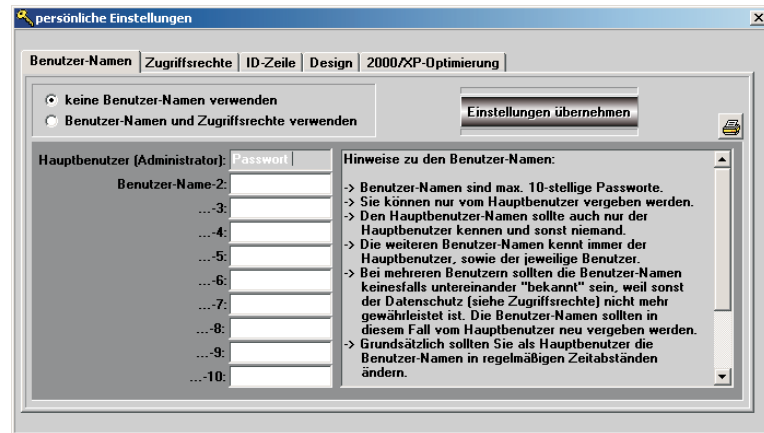 persönliche Einstellungen
Benutzer-Namen Zugriffsrechte ID-Zeile Design 2000/XP-Optimierung
keine Benutzer-Namen verwenden
Benutzer-Namen und Zugriffsrechte verwenden
Einstellungen übernehmen
Hauptbenutzer (Administrator): Passwort
Benutzer-Name-2:
...-3:
...-4:
...-5:
...-6:
...-7:
...-8:
...-9:
...-10:
Hinweise zu den Benutzer-Namen:
-> Benutzer-Namen sind max. 10-stellige Passworte.
-> Sie können nur vom Hauptbenutzer vergeben werden.
-> Den Hauptbenutzer-Namen sollte auch nur der
Hauptbenutzer kennen und sonst niemand.
-> Die weiteren Benutzer-Namen kennt immer der
Hauptbenutzer, sowie der jeweilige Benutzer.
-> Bei mehreren Benutzern sollten die Benutzer-Namen
keinesfalls untereinander "bekannt" sein, weil sonst
der Datenschutz (siehe Zugriffsrechte) nicht mehr
gewährleistet ist. Die Benutzer-Namen sollten in
diesem Fall vom Hauptbenutzer neu vergeben werden.
-> Grundsätzlich sollten Sie als Hauptbenutzer die
Benutzer-Namen in regelmäßigen Zeitabständen
ändern.